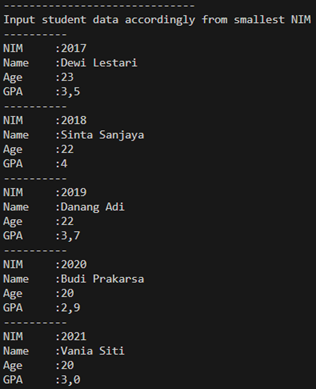 ------------------------------
Input student data accordingly from smallest NIM
----------
NIM     :2017
Name    :Dewi Lestari
Age     :23
GPA     :3,5
----------
NIM     :2018
Name    :Sinta Sanjaya
Age     :22
GPA     :4
----------
NIM     :2019
Name    :Danang Adi
Age     :22
GPA     :3,7
----------
NIM     :2020
Name    :Budi Prakarsa
Age     :20
GPA     :2,9
----------
NIM     :2021
Name    :Vania Siti
Age     :20
GPA     :3,0